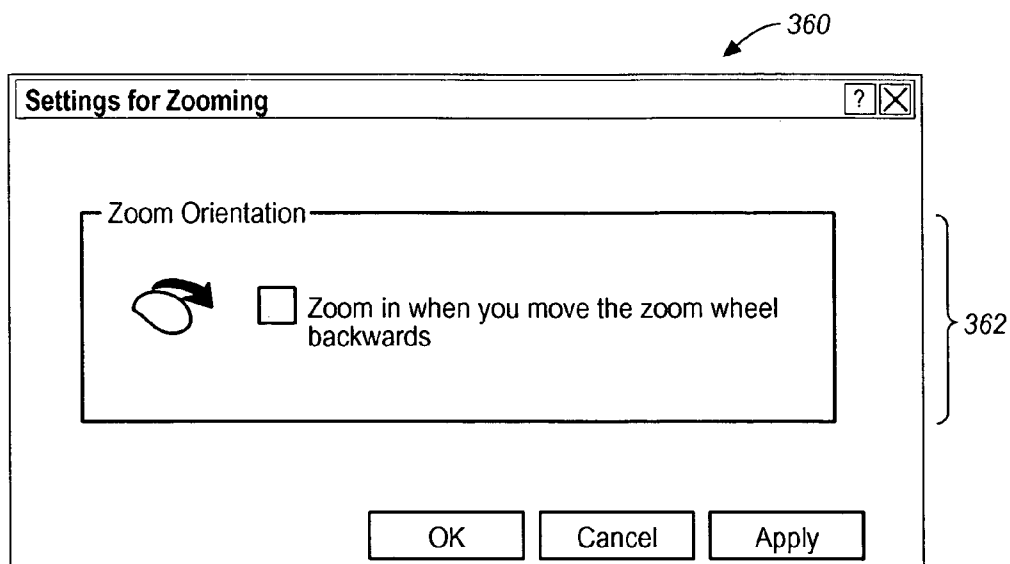 360
Settings for Zooming ?
Zoom Orientation
Zoom in when you move the zoom wheel
backwards
362
OK Cancel Apply